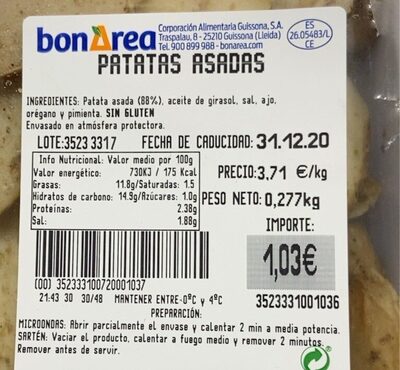 bonÀrea
Corporación Alimentaria Guissona, S.A.
Traspalau, 8 - 25210 Guissona (Lleida)
Tel. 900 899 988 - bonarea.com
ES
26.05483/L
CE
PATATAS ASADAS
INGREDIENTES: Patata asada (88%), aceite de girasol, sal, ajo,
orégano y pimienta. SIN GLUTEN
Envasado en atmósfera protectora.
LOTE:3523 3317 FECHA DE CADUCIDAD: 31.12.20
Info Nutricional: Valor medio por 100g
Valor energético: 730KJ / 175 Kcal
Grasas: 11.8g/Saturadas: 1.5
Hidratos de carbono: 14.5g/Azúcares: 1.0g
Proteinas: 2.38g
Sal: 1.88g
PRECIO:3,71 €/kg
PESO NETO:0,277kg
IMPORTE:
1,03€
(00) 352333100720001037
21:43 30 30/48 MANTENER ENTRE-0ºC y 4ºC 3523331001036
PREPARACIÓN:
MICROONDAS: Abrir parcialmente el envase y calentar 2 min a media potencia.
SARTÉN: Vaciar el producto, calentar a fuego medio y remover 2 minutos.
Remover antes de servir.